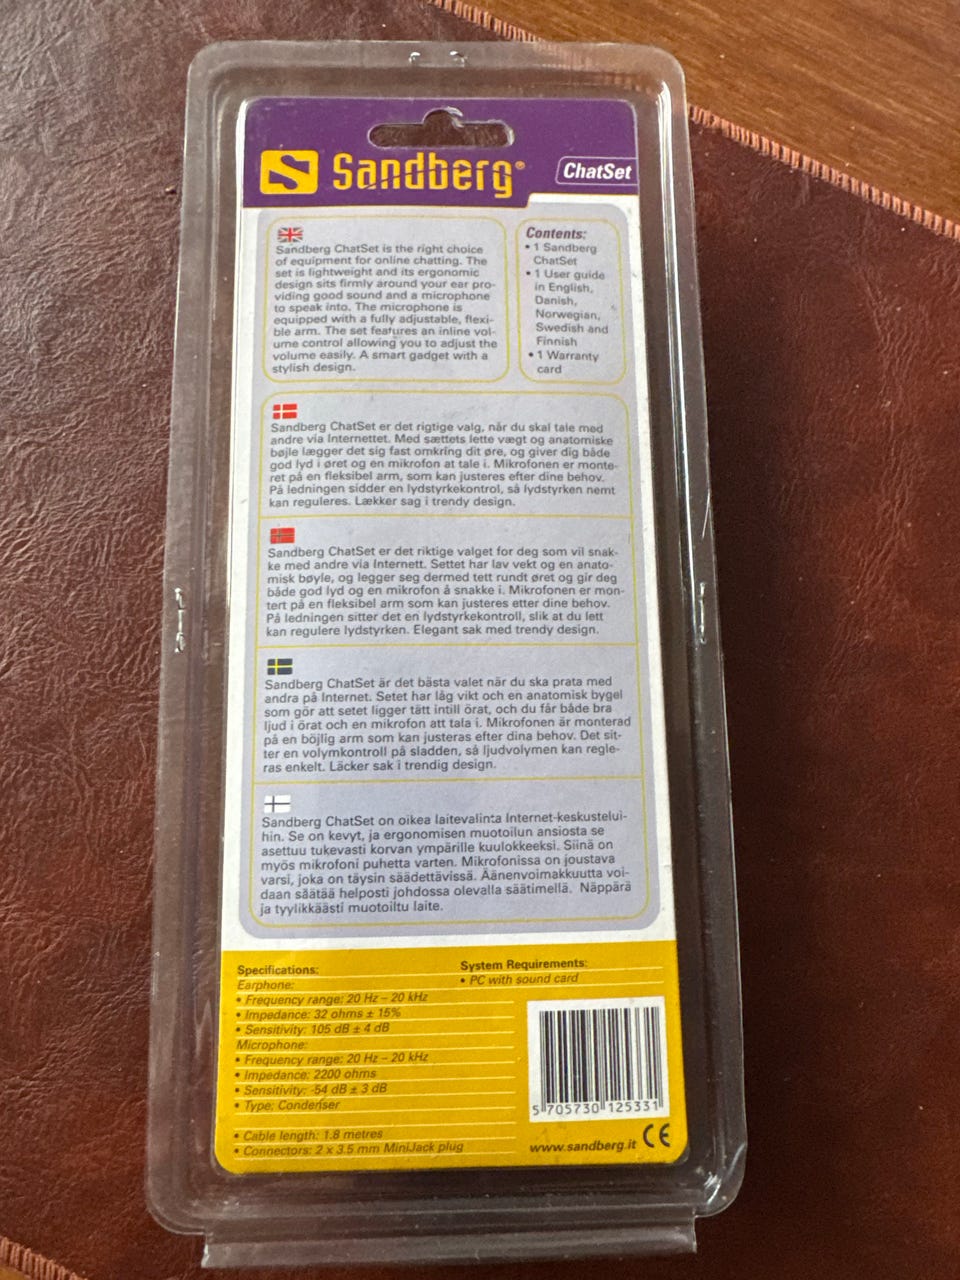 Sandberg®
ChatSet
Sandberg ChatSet is the right choice
of equipment for online chatting. The
set is lightweight and its ergonomic
design sits firmly around your ear pro-
viding good sound and a microphone
to speak into. The microphone is
equipped with a fully adjustable, flexi-
ble arm. The set features an inline vol-
ume control allowing you to adjust the
volume easily. A smart gadget with a
stylish design.
Contents:
• 1 Sandberg
ChatSet
• 1 User guide
in English,
Danish,
Norwegian,
Swedish and
Finnish
• 1 Warranty
card
Sandberg ChatSet er det rigtige valg, når du skal tale med
andre via Internettet. Med sættets lette vægt og anatomiske
bøjle lægger det sig fast omkring dit øre, og giver dig både
god lyd i øret og en mikrofon at tale i. Mikrofonen er monte-
ret på en fleksibel arm, som kan justeres efter dine behov.
På ledningen sidder en lydstyrkekontrol, så lydstyrken nemt
kan reguleres. Lækker sag i trendy design.
Sandberg ChatSet er det riktige valget for deg som vil snak-
ke med andre via Internett. Settet har lav vekt og en anato-
misk bøyle, og legger seg dermed tett rundt øret og gir deg
både god lyd og en mikrofon å snakke i. Mikrofonen er mon-
tert på en fleksibel arm som kan justeres etter dine behov.
På ledningen sitter det en lydstyrkekontroll, slik at du lett
kan regulere lydstyrken. Elegant sak med trendy design.
Sandberg ChatSet är det bästa valet när du ska prata med
andra på Internet. Setet har låg vikt och en anatomisk bygel
som gör att setet ligger tätt intill örat, och du får både bra
ljud i örat och en mikrofon att tala i. Mikrofonen är monterad
på en böjlig arm som kan justeras efter dina behov. Det sit-
ter en volymkontroll på sladden, så ljudvolymen kan regle-
ras enkelt. Läcker sak i trendig design.
Sandberg ChatSet on oikea laitevalinta Internet-keskustelui-
hin. Se on kevyt, ja ergonomisen muotoilun ansiosta se
asettuu tukevasti korvan ympärille kuulokkeeksi. Siinä on
myös mikrofoni puhetta varten. Mikrofonissa on joustava
varsi, joka on täysin säädettävissä. Äänenvoimakkuutta voi-
daan säätää helposti johdossa olevalla säätimellä. Näppärä
ja tyylikkäästi muotoiltu laite.
Specifications:
Earphone:
• Frequency range: 20 Hz – 20 kHz
• Impedance: 32 ohms ± 15%
• Sensitivity: 105 dB ± 4 dB
Microphone:
• Frequency range: 20 Hz – 20 kHz
• Impedance: 2200 ohms
• Sensitivity: -54 dB ± 3 dB
• Type: Condenser
• Cable length: 1.8 metres
• Connectors: 2 x 3.5 mm MiniJack plug
System Requirements:
• PC with sound card
5 705730 125331
www.sandberg.it CE